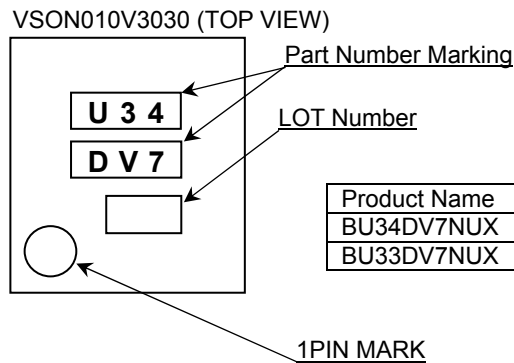 VSON010V3030 (TOP VIEW)
Part Number Marking
U 3 4
LOT Number
D V 7
Product Name
BU34DV7NUX
BU33DV7NUX
1PIN MARK